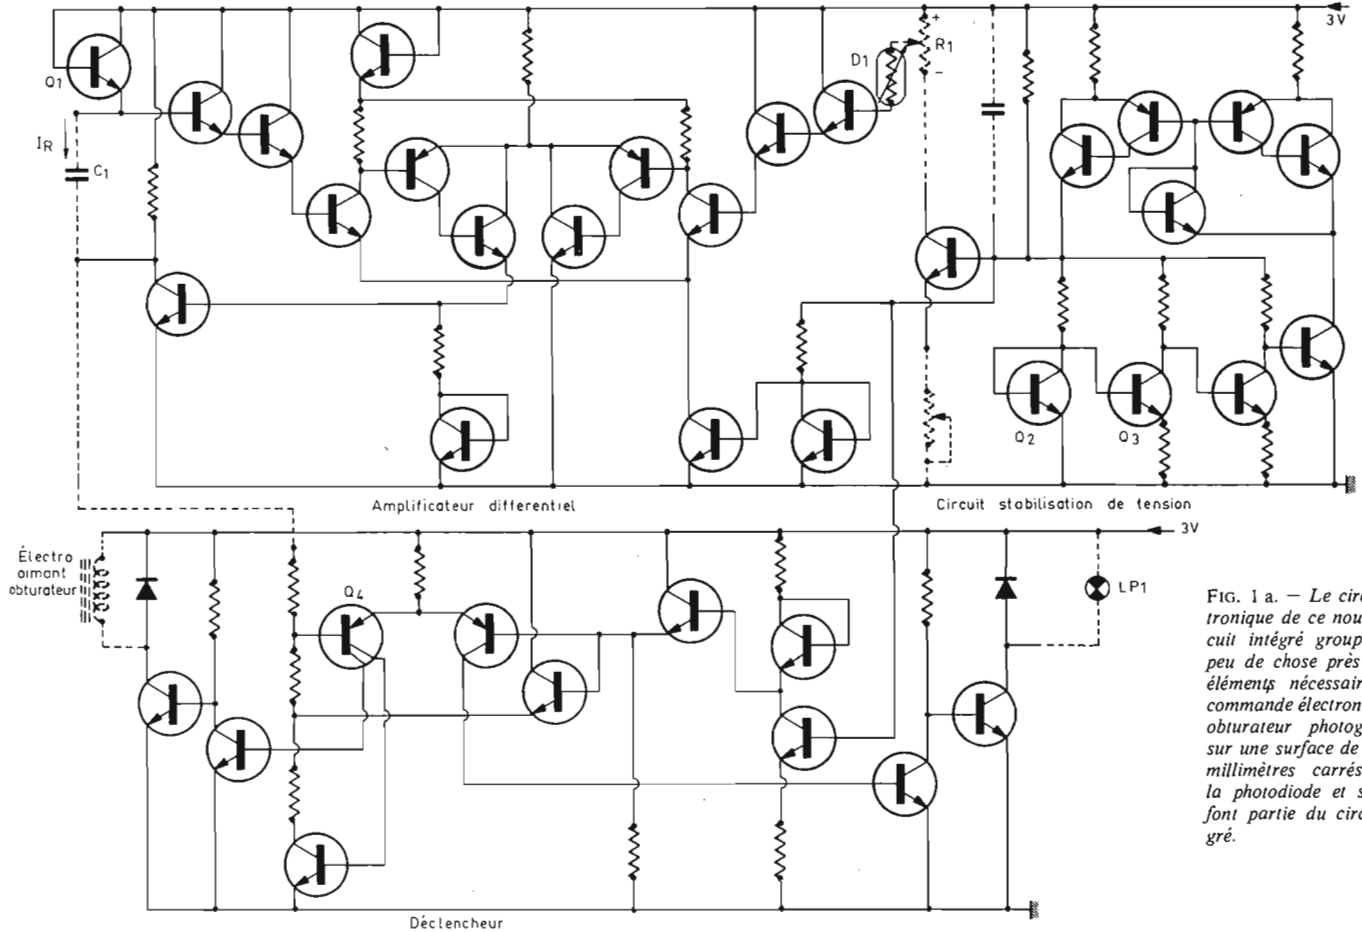 3V
Q1
D1
R1
+
-
IR
C1
Q2
Q3
Amplificateur differentiel
Circuit stabilisation de tension
3V
Électro
aimant
obturateur
Q4
LP1
Déclencheur
FIG. 1 a. — Le circ
tronique de ce nou
cuit intégré group
peu de chose près
éléments nécessair
commande électron
obturateur photog
sur une surface de
millimètres carrés
la photodiode et s
font partie du circ
gré.